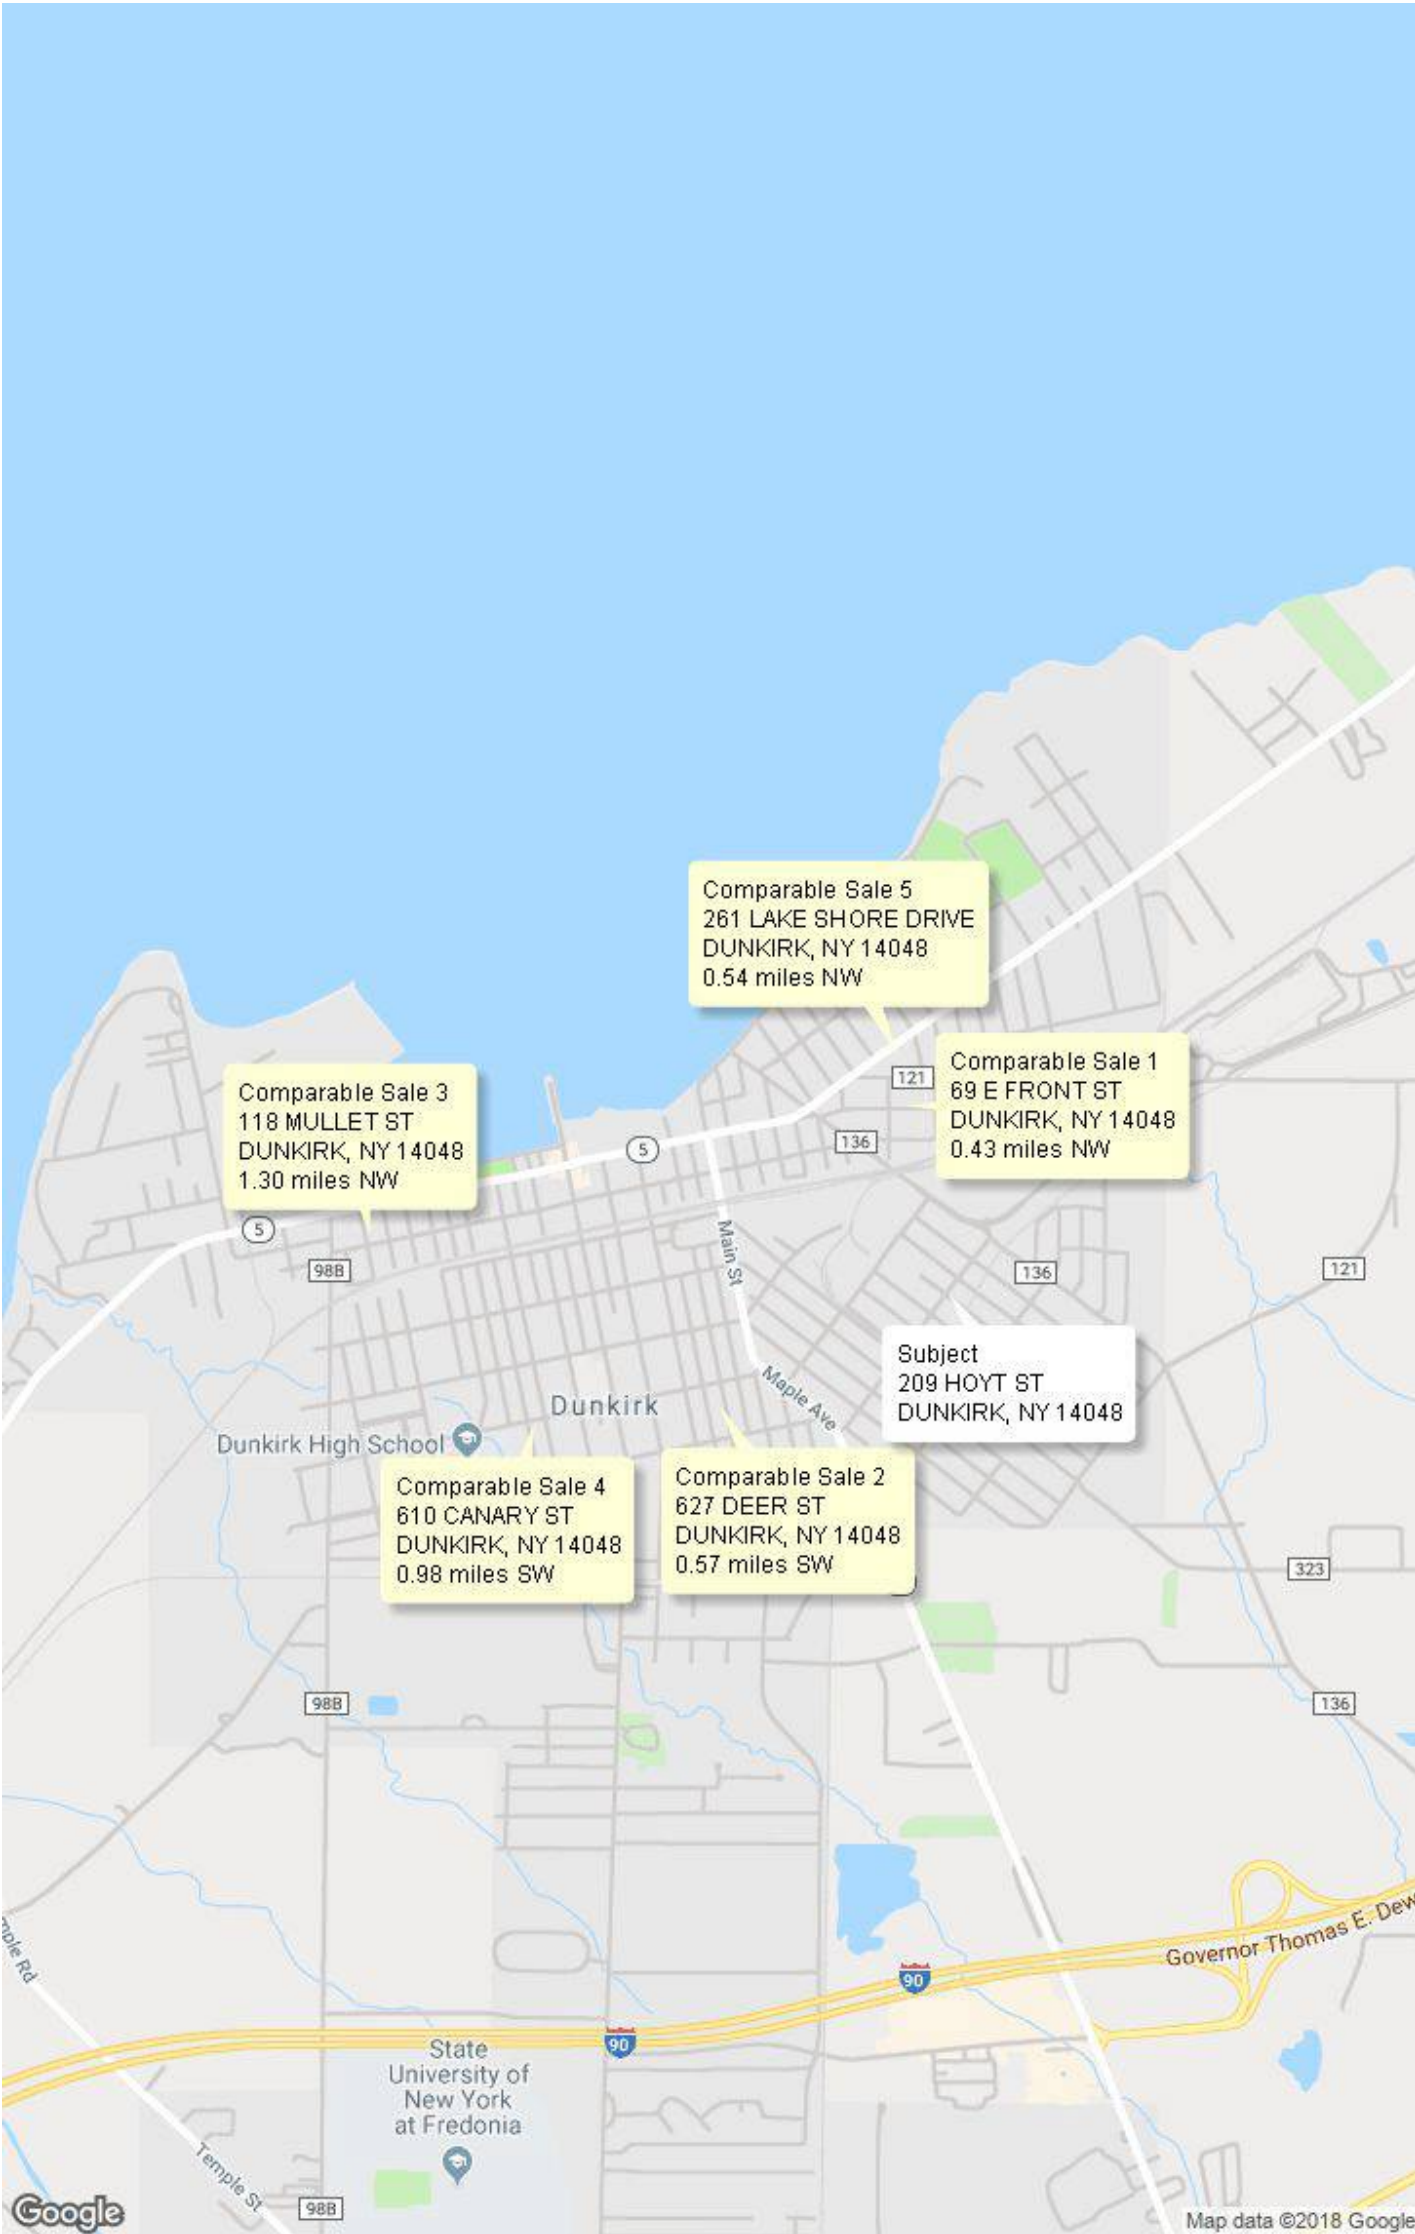 Comparable Sale 5
261 LAKE SHORE DRIVE
DUNKIRK, NY 14048
0.54 miles NW
Comparable Sale 1
69 E FRONT ST
DUNKIRK, NY 14048
0.43 miles NW
121
Comparable Sale 3
118 MULLET ST
DUNKIRK, NY 14048
1.30 miles NW
5
136
5
98B
Main St
136
121
Subject
209 HOYT ST
DUNKIRK, NY 14048
Maple Ave
Dunkirk
Dunkirk High School
Comparable Sale 4
610 CANARY ST
DUNKIRK, NY 14048
0.98 miles SW
Comparable Sale 2
627 DEER ST
DUNKIRK, NY 14048
0.57 miles SW
323
98B
136
mple Rd
Governor Thomas E. Dew
90
90
State
University of
New York
at Fredonia
Temple St
98B
Google
Map data ©2018 Google